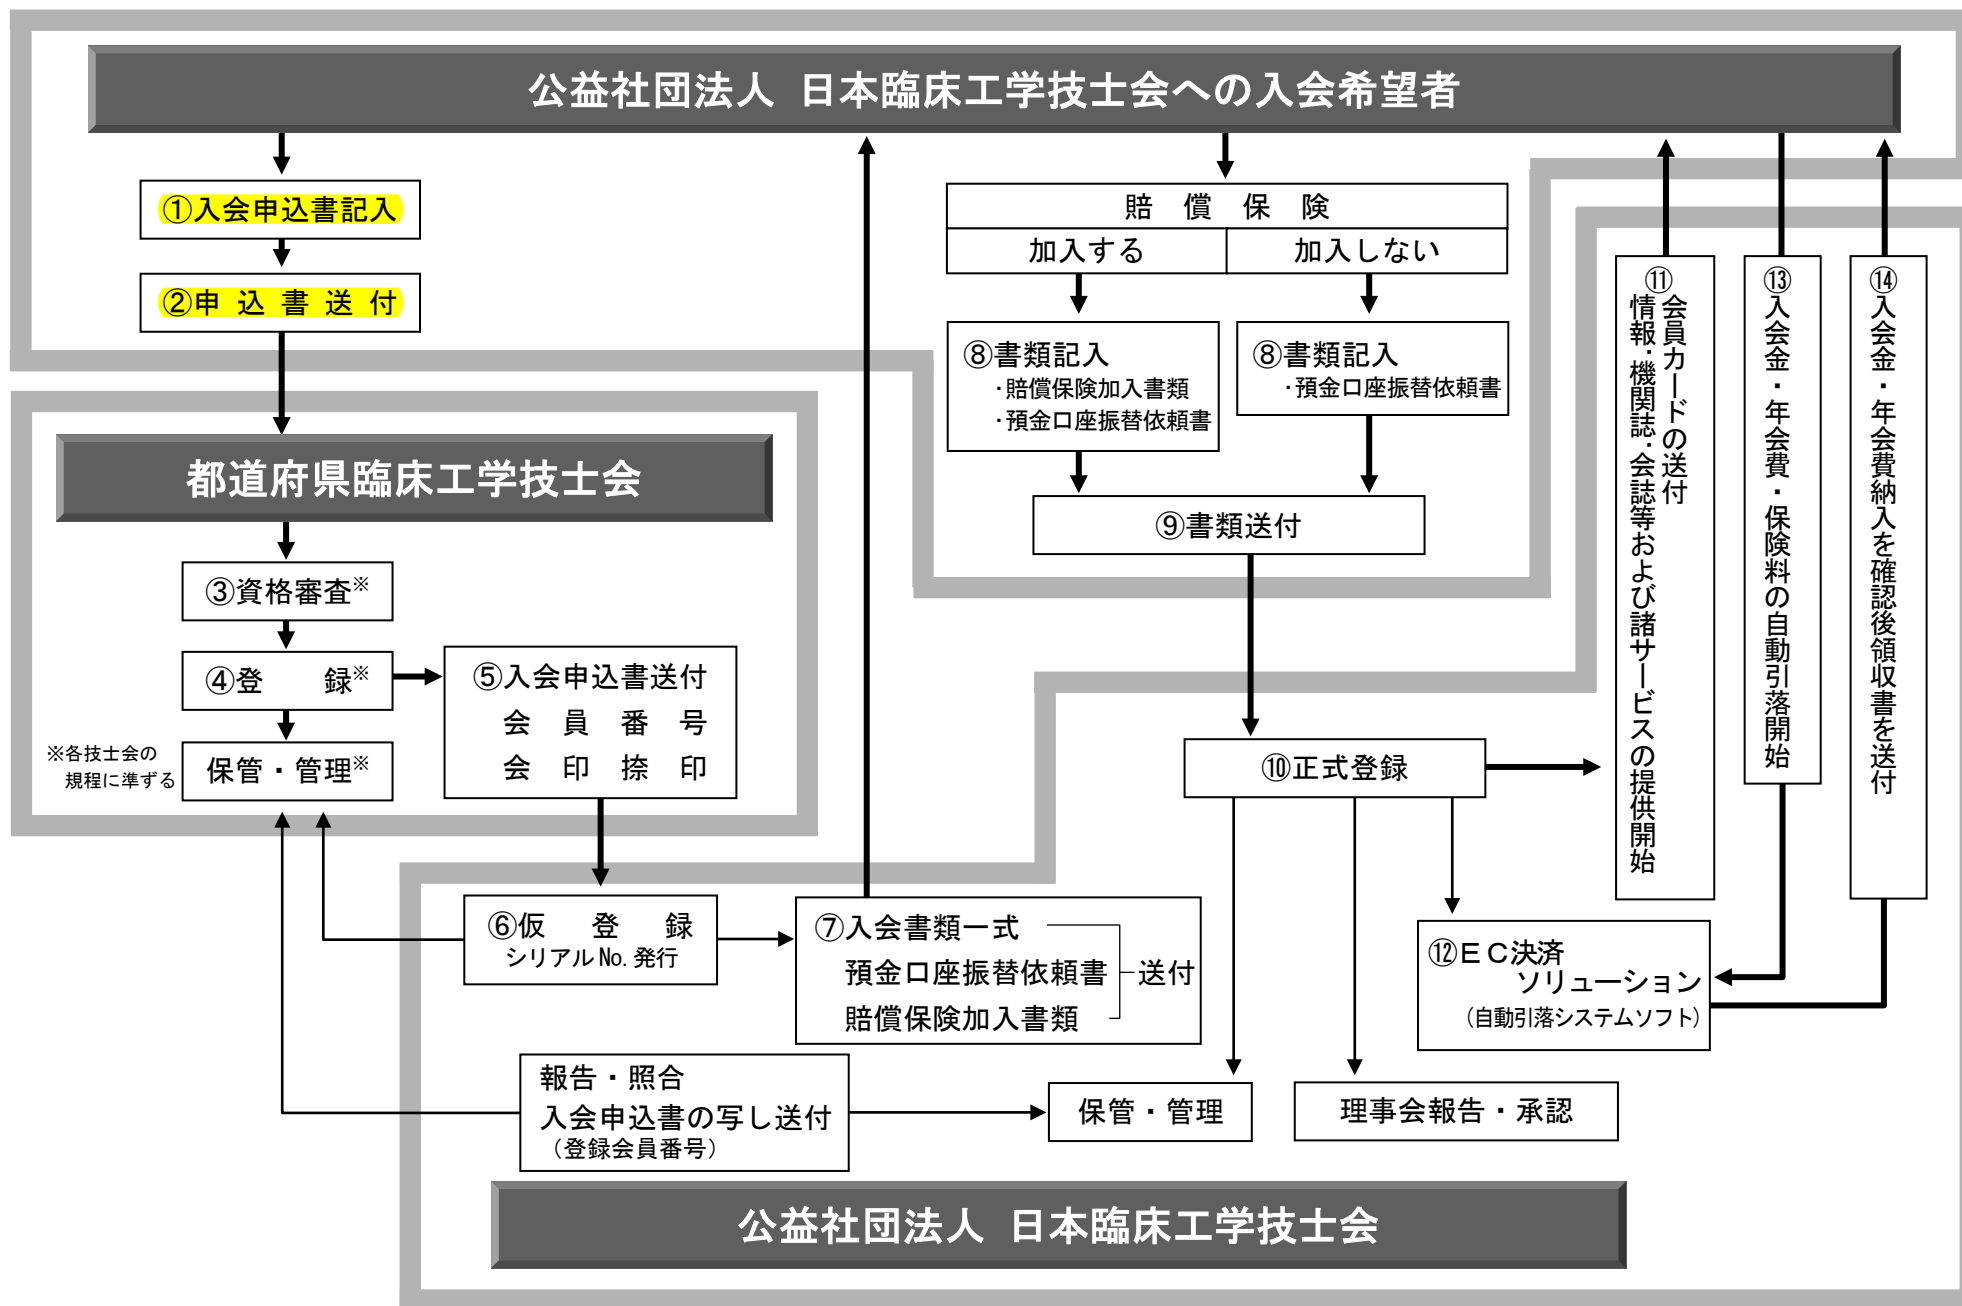 公益社団法人 日本臨床工学技士会への入会希望者
①入会申込書記入
②申込書送付
賠償保険
加入する
加入しない
⑧書類記入
・賠償保険加入書類
・預金口座振替依頼書
⑧書類記入
・預金口座振替依頼書
⑨書類送付
⑪
会員カードの送付
情報・機関誌・会誌等および諸サービスの提供開始
⑬
入会金・年会費・保険料の自動引落開始
⑭
入会金・年会費納入を確認後領収書を送付
都道府県臨床工学技士会
③資格審査※
④登　録※
保管・管理※
※各技士会の
規程に準ずる
⑤入会申込書送付
会員番号
会印捺印
⑩正式登録
⑥仮登録
シリアルNo.発行
⑦入会書類一式
預金口座振替依頼書
送付
賠償保険加入書類
⑫ＥＣ決済
ソリューション
（自動引落システムソフト）
報告・照合
入会申込書の写し送付
（登録会員番号）
保管・管理
理事会報告・承認
公益社団法人 日本臨床工学技士会